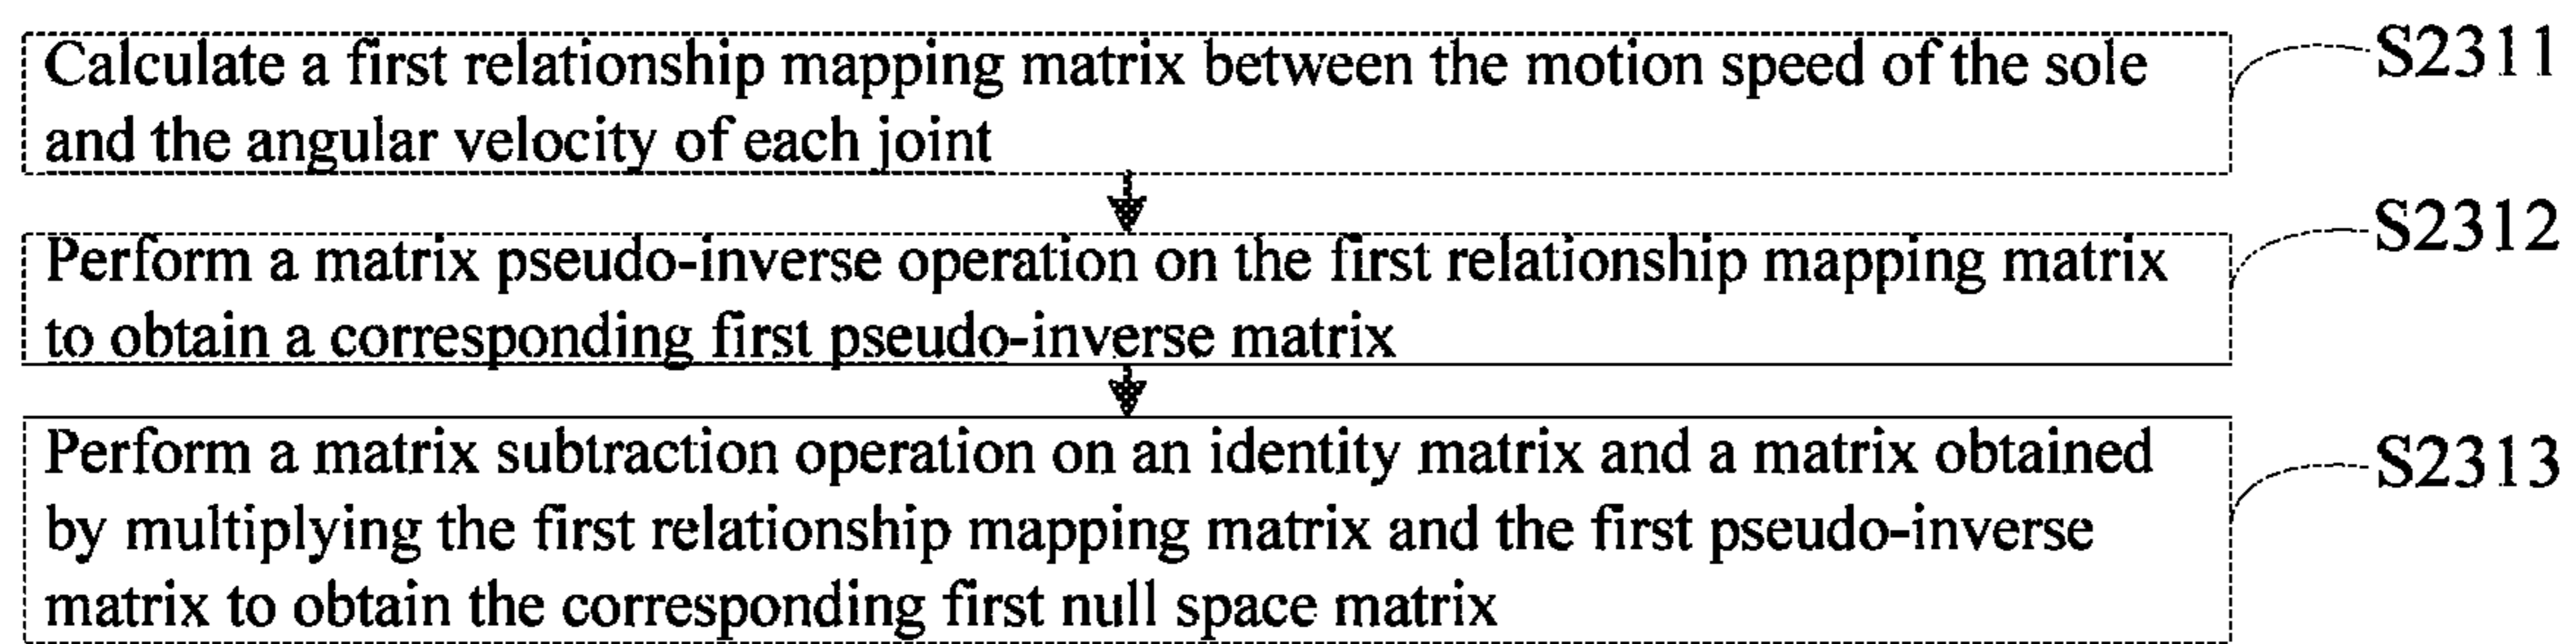 Calculate a first relationship mapping matrix between the motion speed of the sole
and the angular velocity of each joint
S2311
Perform a matrix pseudo-inverse operation on the first relationship mapping matrix
to obtain a corresponding first pseudo-inverse matrix
S2312
Perform a matrix subtraction operation on an identity matrix and a matrix obtained
by multiplying the first relationship mapping matrix and the first pseudo-inverse
matrix to obtain the corresponding first null space matrix
S2313